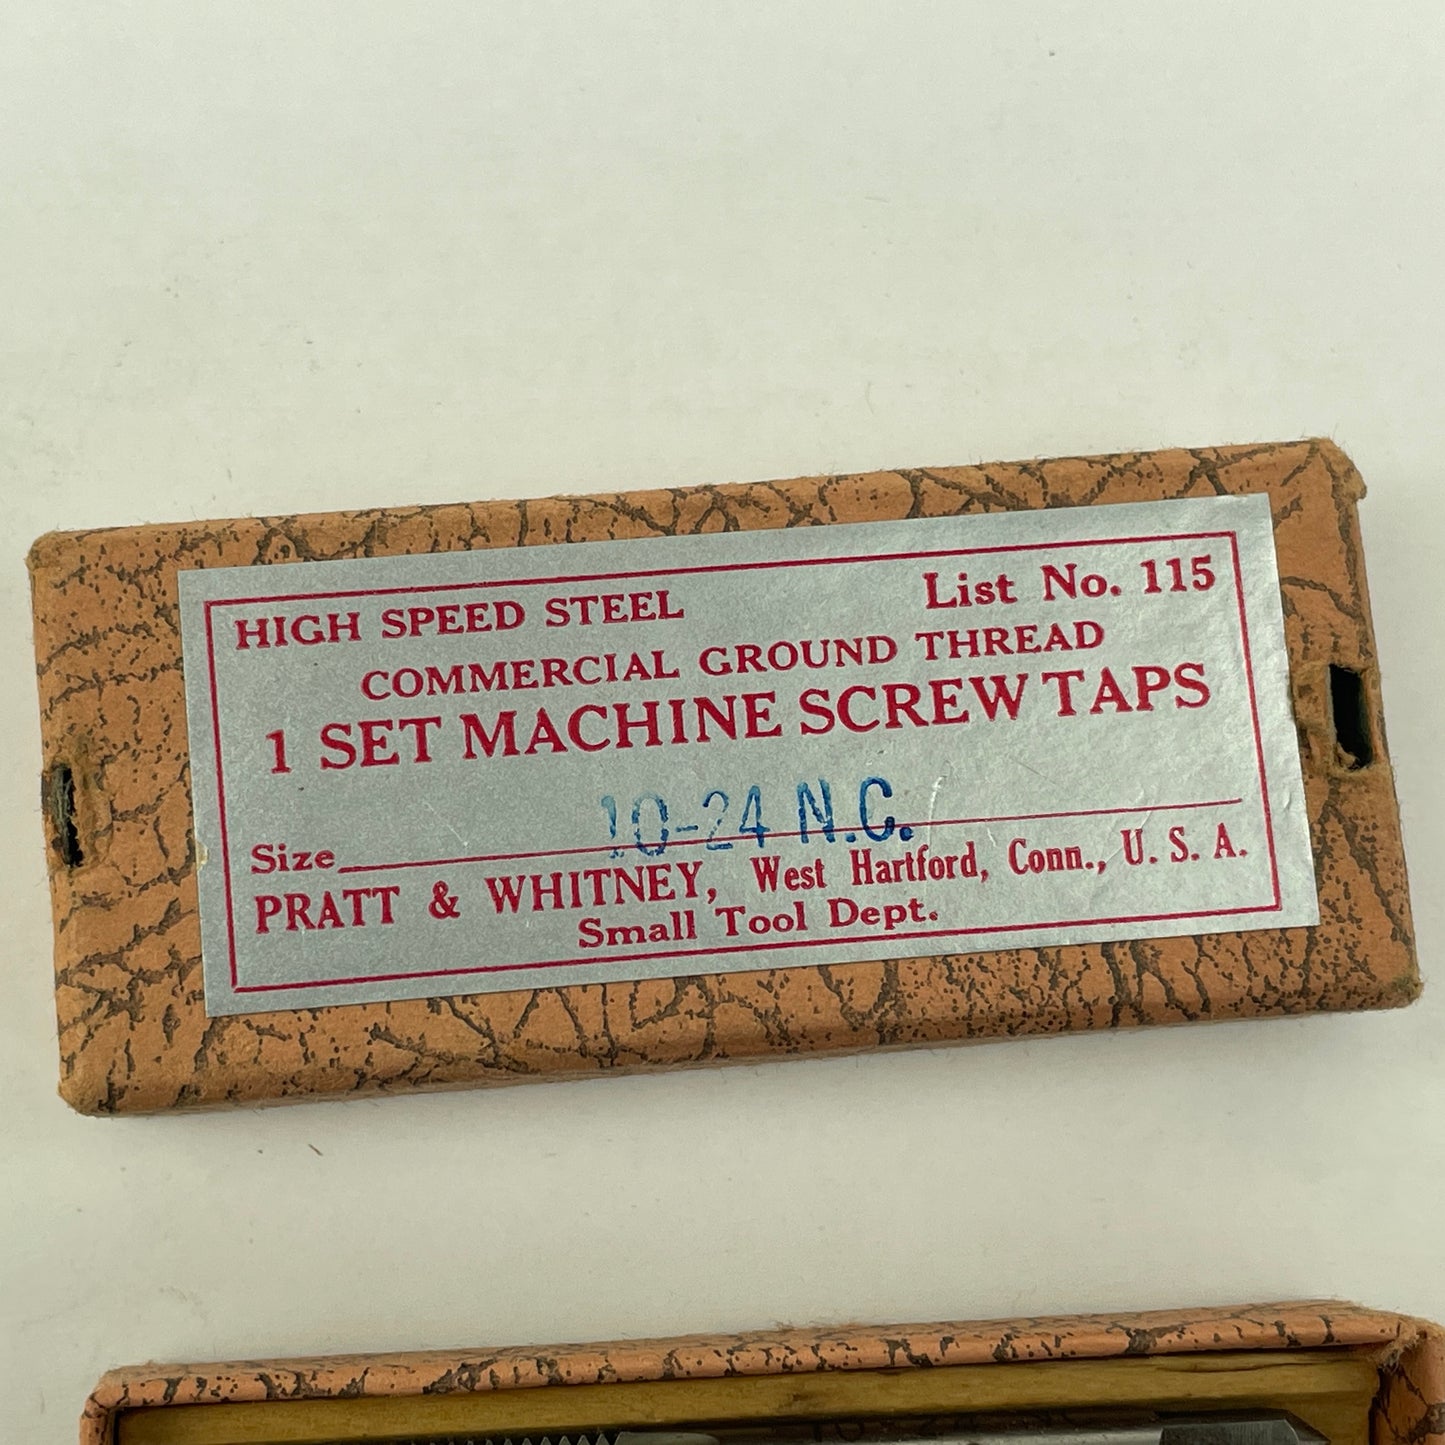 HIGH SPEED STEEL List No. 115
COMMERCIAL GROUND THREAD
1 SET MACHINE SCREW TAPS
10-24 N.C.
Size
PRATT & WHITNEY, West Hartford, Conn., U. S. A.
Small Tool Dept.